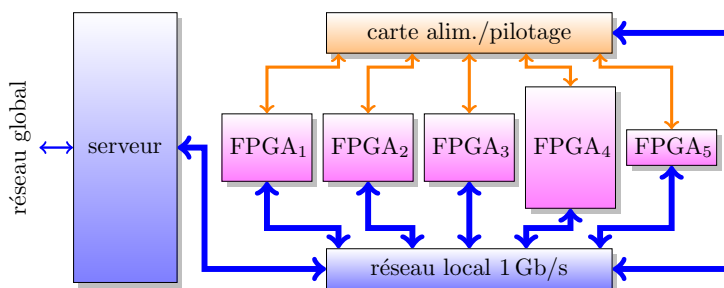 carte alim./pilotage
réseau global
serveur
FPGA₁
FPGA₂
FPGA₃
FPGA₄
FPGA₅
réseau local 1 Gb/s